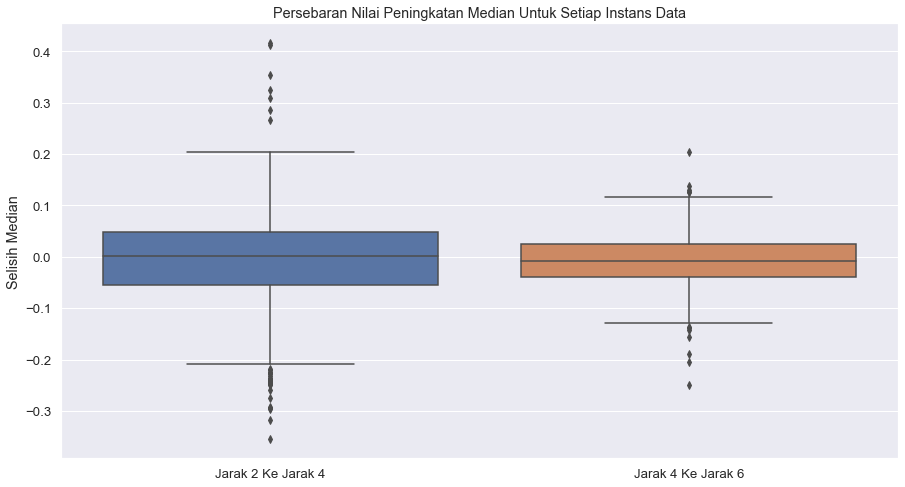 Persebaran Nilai Peningkatan Median Untuk Setiap Instans Data
Selisih Median
0.4
0.3
0.2
0.1
0.0
−0.1
−0.2
−0.3
Jarak 2 Ke Jarak 4
Jarak 4 Ke Jarak 6